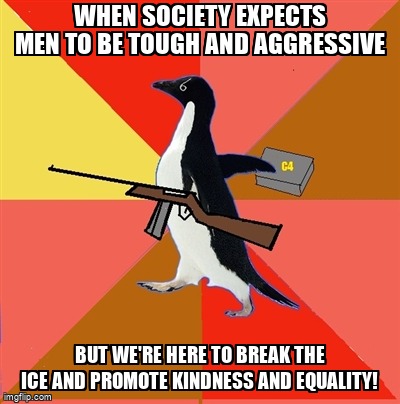 WHEN SOCIETY EXPECTS
MEN TO BE TOUGH AND AGGRESSIVE
C4
BUT WE'RE HERE TO BREAK THE
ICE AND PROMOTE KINDNESS AND EQUALITY!
imgflip.com